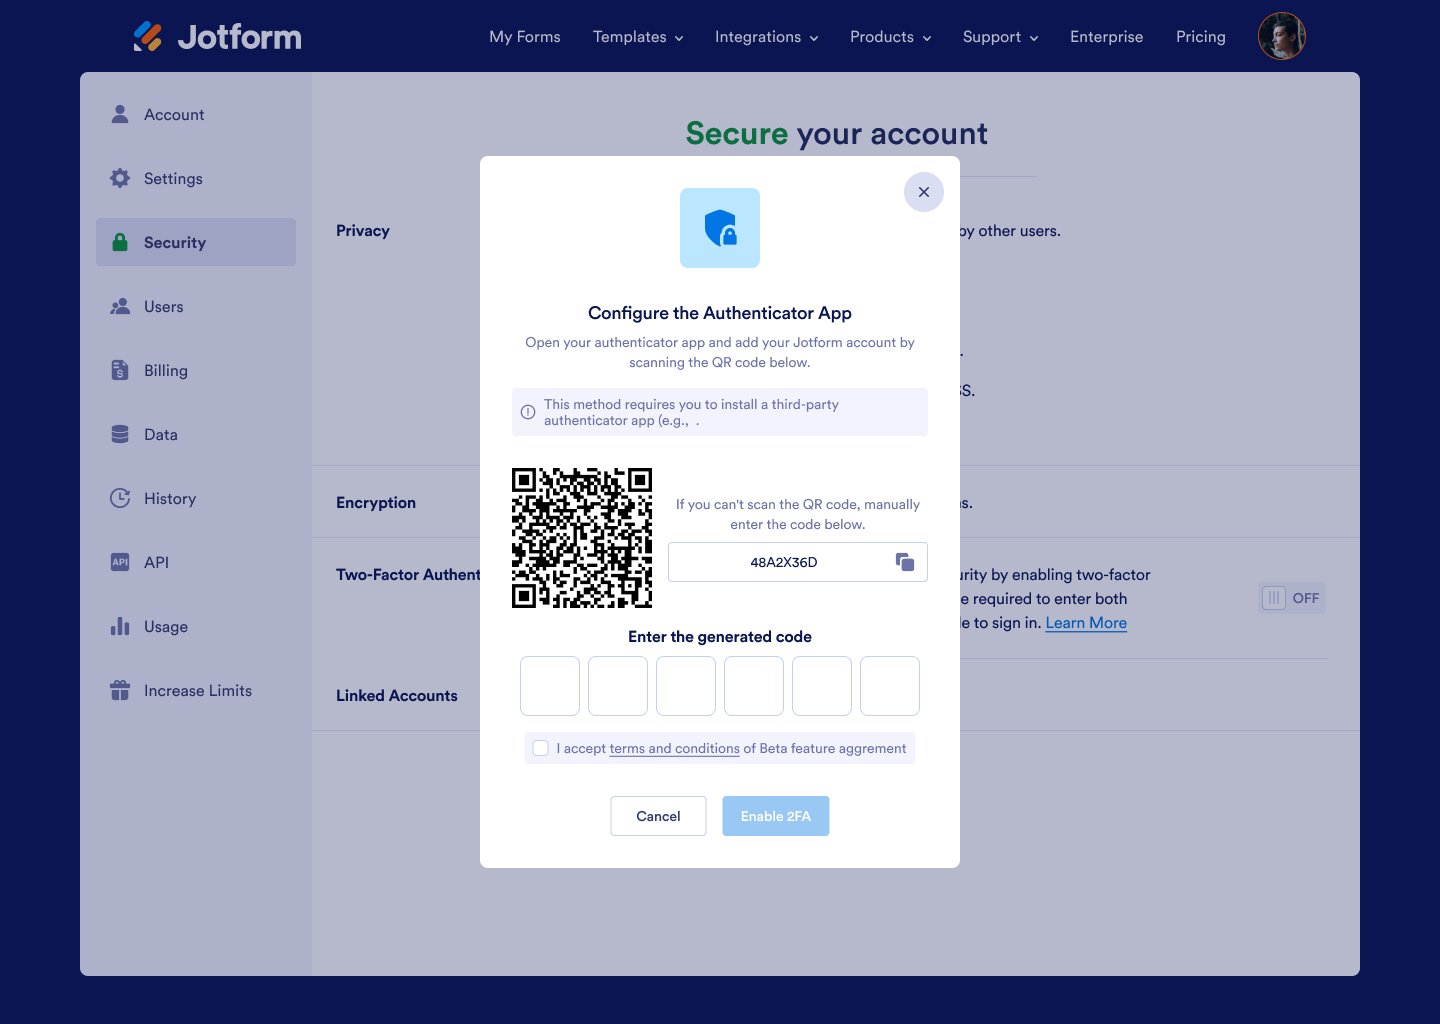 Jotform
My Forms Templates Integrations Products Support Enterprise Pricing
Account
Settings
Security
Users
Billing
Data
History
API API
Usage
Increase Limits
Secure your account
Privacy
by other users.
.
SS.
Encryption
s.
Two-Factor Authent
urity by enabling two-factor
e required to enter both
le to sign in. Learn More
OFF
Linked Accounts
Configure the Authenticator App
Open your authenticator app and add your Jotform account by
scanning the QR code below.
This method requires you to install a third-party
authenticator app (e.g., .
If you can't scan the QR code, manually
enter the code below.
48A2X36D
Enter the generated code
I accept terms and conditions of Beta feature aggrement
Cancel
Enable 2FA